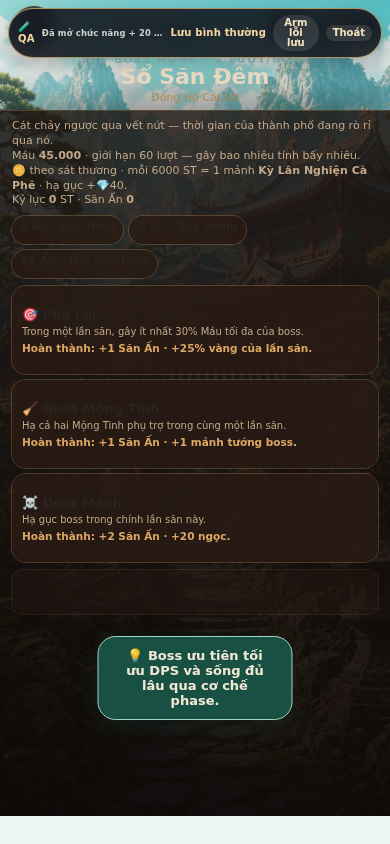 QA
Đã mở chức năng + 20 ...
Lưu bình thường
Arm
lỗi
lưu
Thoát
Sổ Săn Đêm
Cát chảy ngược qua vết nứt — thời gian của thành phố đang rò rỉ
qua nó.
Máu 45.000 · giới hạn 60 lượt — gây bao nhiêu tính bấy nhiêu.
🪙 theo sát thương · mỗi 6000 ST = 1 mảnh Kỳ Lân Nghiện Cà
Phê · hạ gục +💎40.
Kỷ lục 0 ST · Săn Ấn 0
🎯 Phá Lõi
Trong một lần săn, gây ít nhất 30% Máu tối đa của boss.
Hoàn thành: +1 Săn Ấn · +25% vàng của lần săn.
🧹 Quét Mộng Tinh
Hạ cả hai Mộng Tinh phụ trợ trong cùng một lần săn.
Hoàn thành: +1 Săn Ấn · +1 mảnh tướng boss.
☠️ Đoạt Mệnh
Hạ gục boss trong chính lần săn này.
Hoàn thành: +2 Săn Ấn · +20 ngọc.
💡 Boss ưu tiên tối
ưu DPS và sống đủ
lâu qua cơ chế
phase.